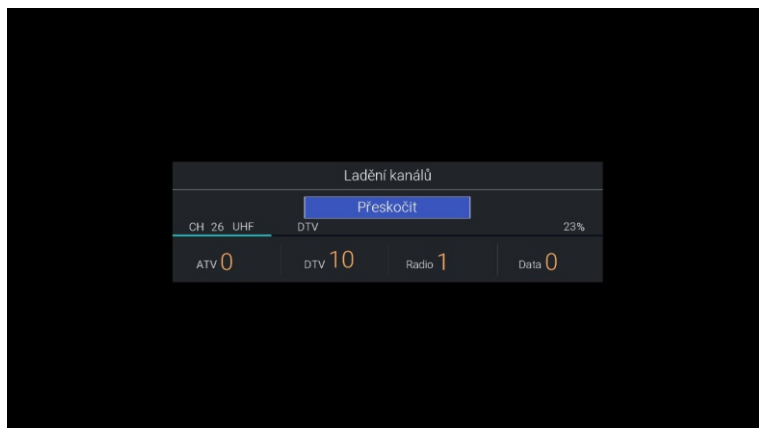 Ladění kanálů
Přeskočit
CH 26 UHF DTV 23%
ATV 0 DTV 10 Radio 1 Data 0